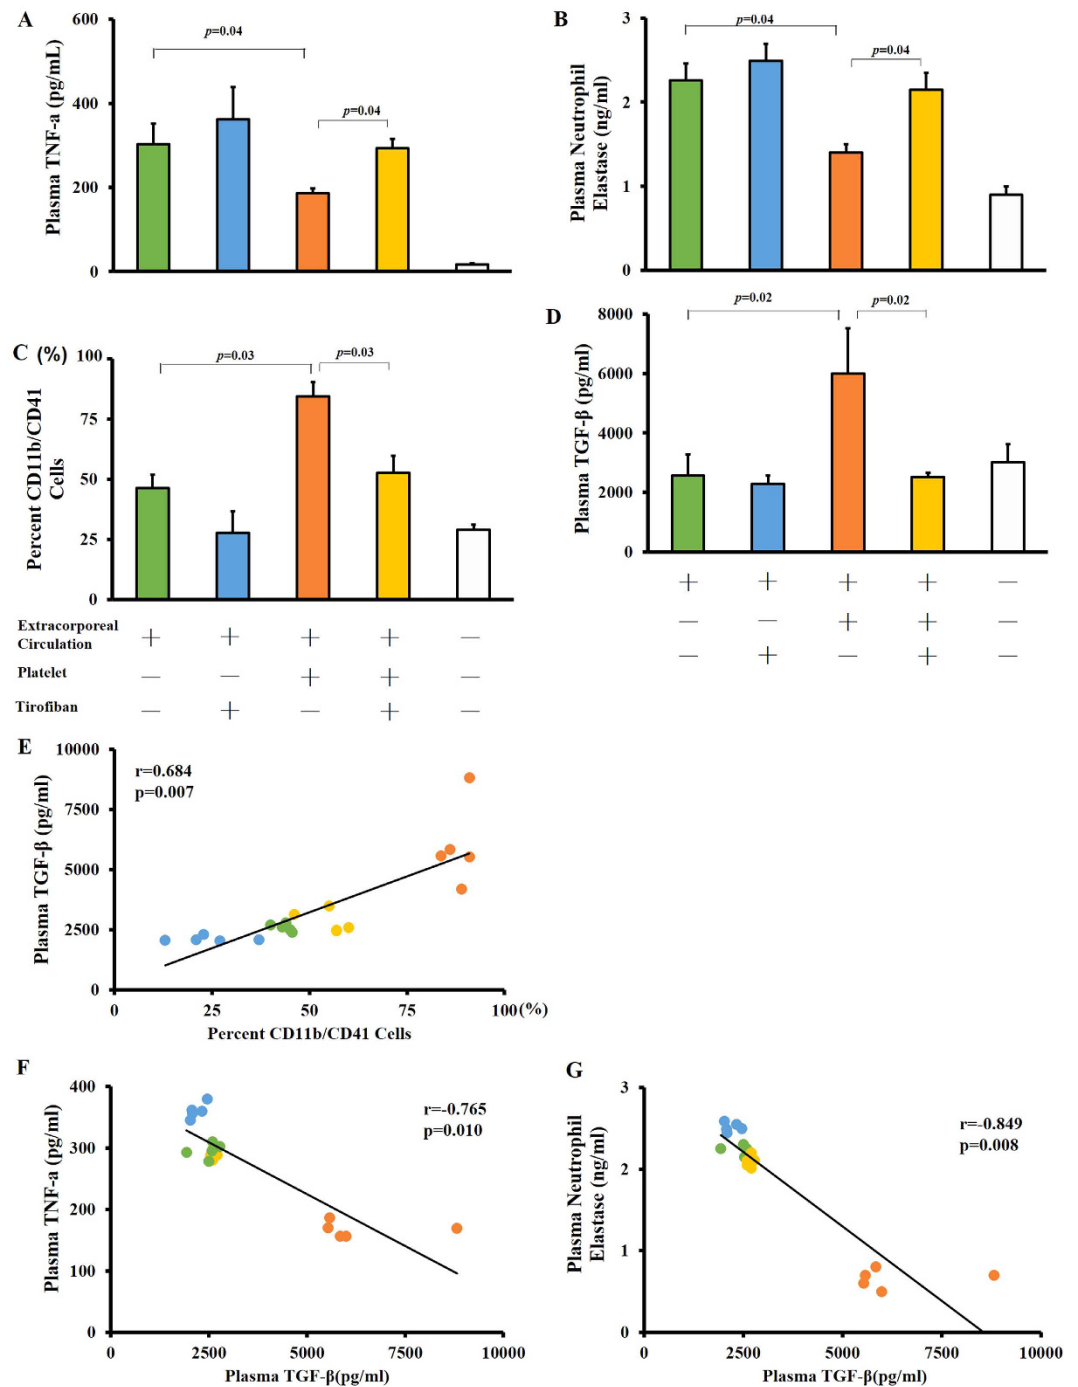 A
Plasma TNF-a (pg/mL)
600
400
200
0
p=0.04
p=0.04
B
Plasma Neutrophil
Elastase (ng/ml)
3
2
1
0
p=0.04
p=0.04
C (%)
Percent CD11b/CD41
Cells
100
75
50
25
0
p=0.03
p=0.03
D
Plasma TGF-β (pg/ml)
8000
6000
4000
2000
0
p=0.02
p=0.02
Extracorporeal
Circulation
+ + + + —
Platelet
— — + + —
Tirofiban
— + — + —
+ + + + —
— — + + —
— + — + —
E
Plasma TGF-β (pg/ml)
10000
7500
5000
2500
0
r=0.684
p=0.007
0 25 50 75 100 (%)
Percent CD11b/CD41 Cells
F
Plasma TNF-a (pg/ml)
400
300
200
100
0
r=-0.765
p=0.010
0 2500 5000 7500 10000
Plasma TGF-β(pg/ml)
G
Plasma Neutrophil
Elastase (ng/ml)
3
2
1
0
r=-0.849
p=0.008
0 2500 5000 7500 10000
Plasma TGF-β(pg/ml)